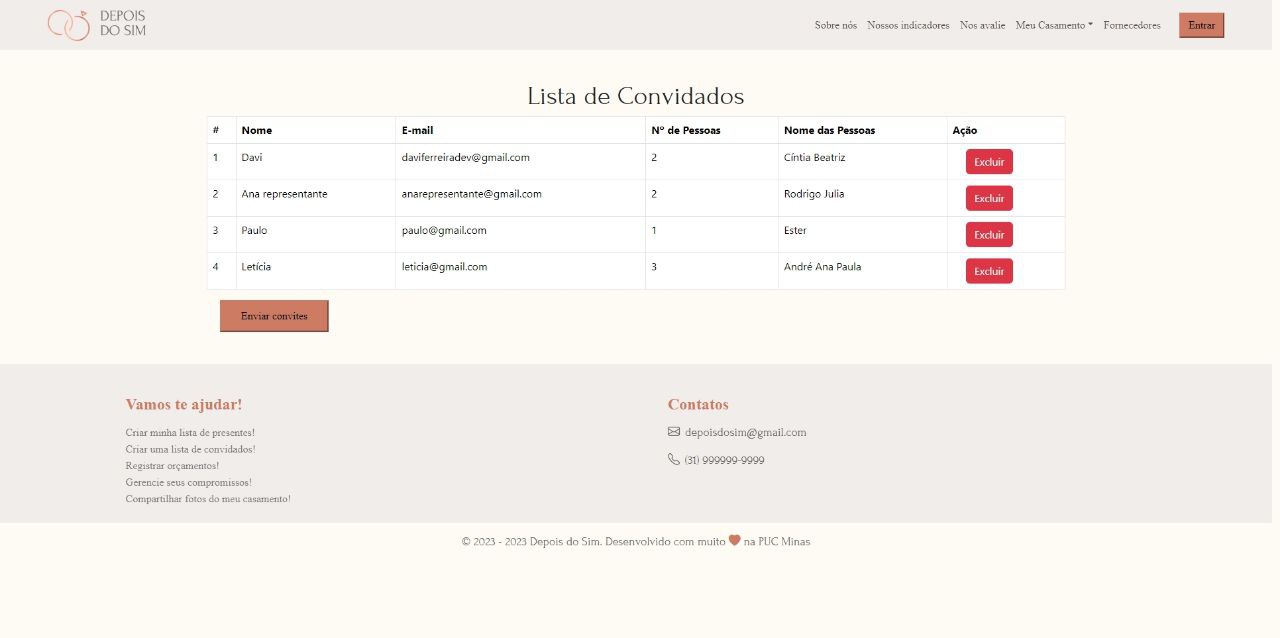 DEPOIS
DO SIM
Sobre nós Nossos indicadores Nos avalie Meu Casamento Fornecedores Entrar
Lista de Convidados
# Nome E-mail Nº de Pessoas Nome das Pessoas Ação
1 Davi daviferreiradev@gmail.com 2 Cíntia Beatriz Excluir
2 Ana representante anarepresentante@gmail.com 2 Rodrigo Julia Excluir
3 Paulo paulo@gmail.com 1 Ester Excluir
4 Letícia leticia@gmail.com 3 André Ana Paula Excluir
Enviar convites
Vamos te ajudar!
Criar minha lista de presentes!
Criar uma lista de convidados!
Registrar orçamentos!
Gerencie seus compromissos!
Compartilhar fotos do meu casamento!
Contatos
depoisdosim@gmail.com
(31) 999999-9999
© 2023 - 2023 Depois do Sim. Desenvolvido com muito na PUC Minas